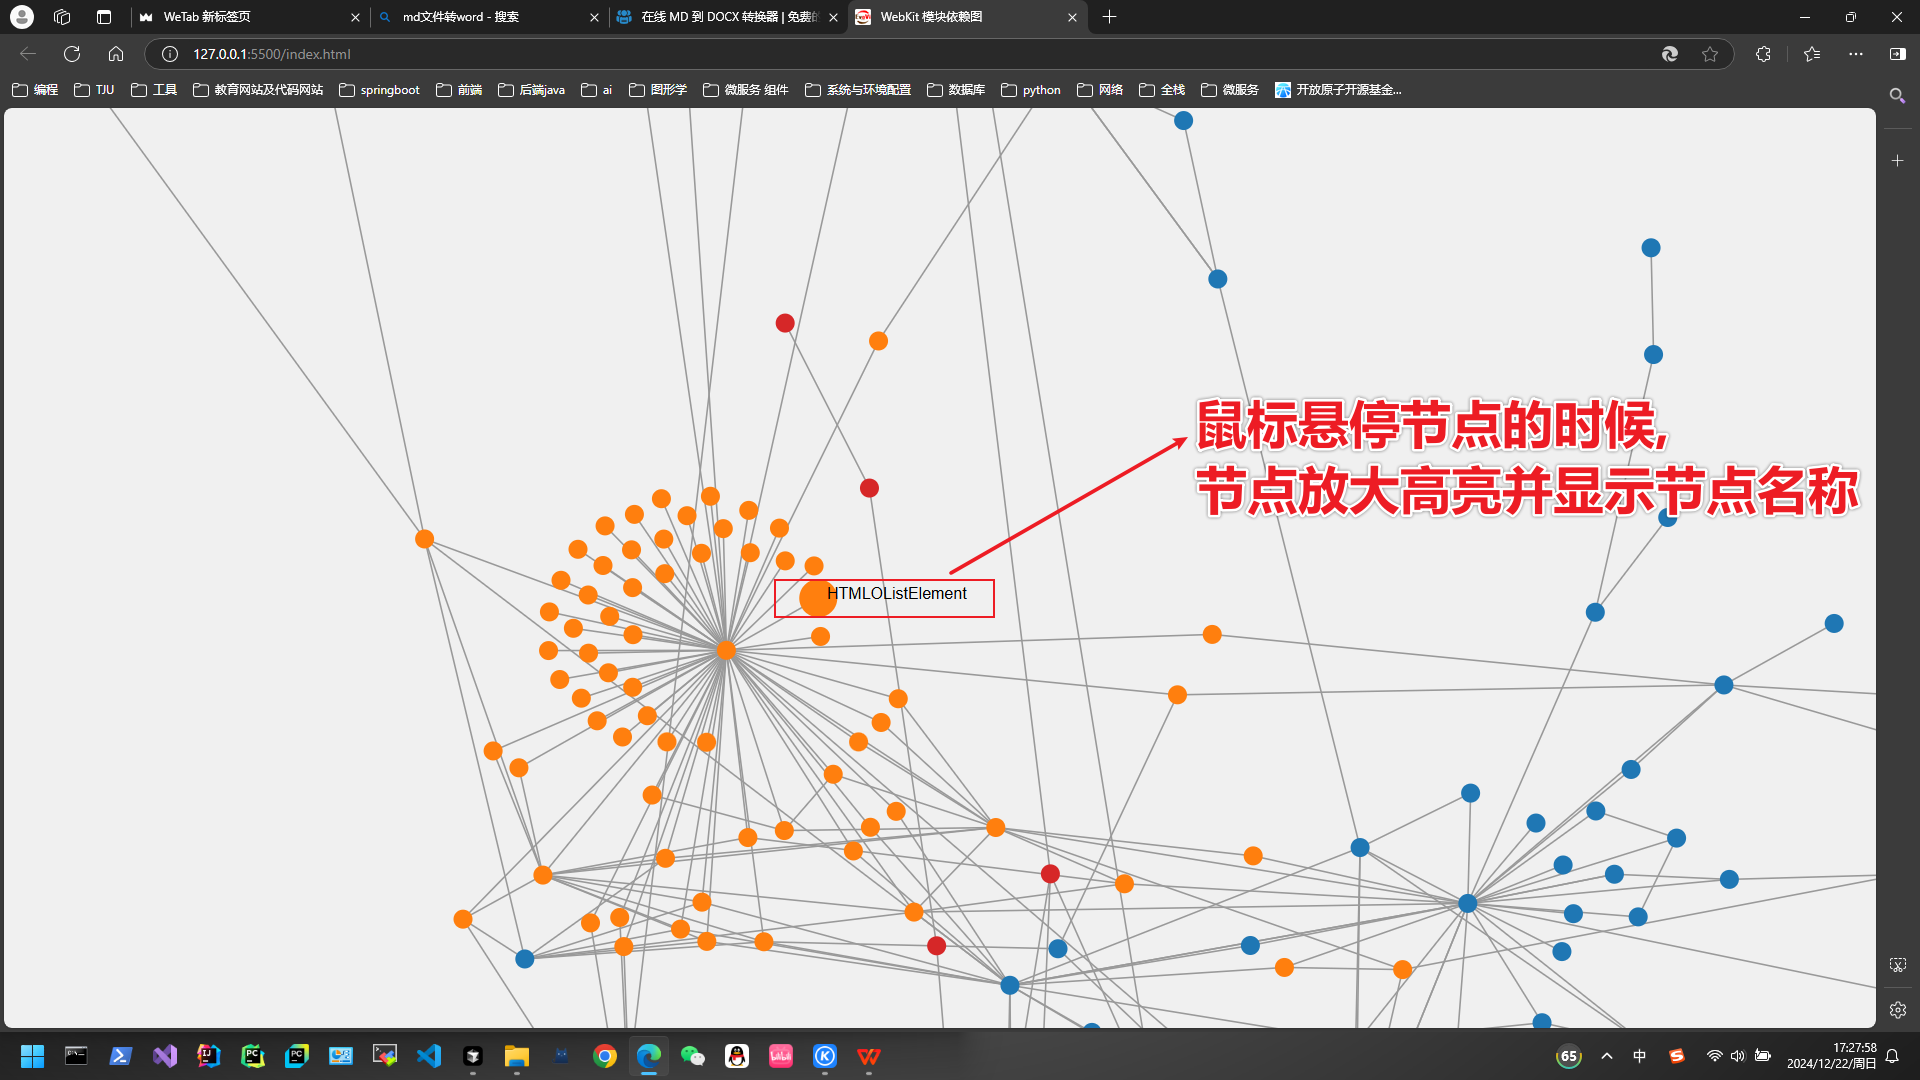 WeTab 新标签页
md文件转word - 搜索
在线 MD 到 DOCX 转换器 | 免费的
WebKit 模块依赖图
127.0.0.1:5500/index.html
编程
TJU
工具
教育网站及代码网站
springboot
前端
后端java
ai
图形学
微服务 组件
系统与环境配置
数据库
python
网络
全栈
微服务
开放原子开源基金...
鼠标悬停节点的时候,
节点放大高亮并显示节点名称
HTMLOListElement
65
中
17:27:58
2024/12/22/周日